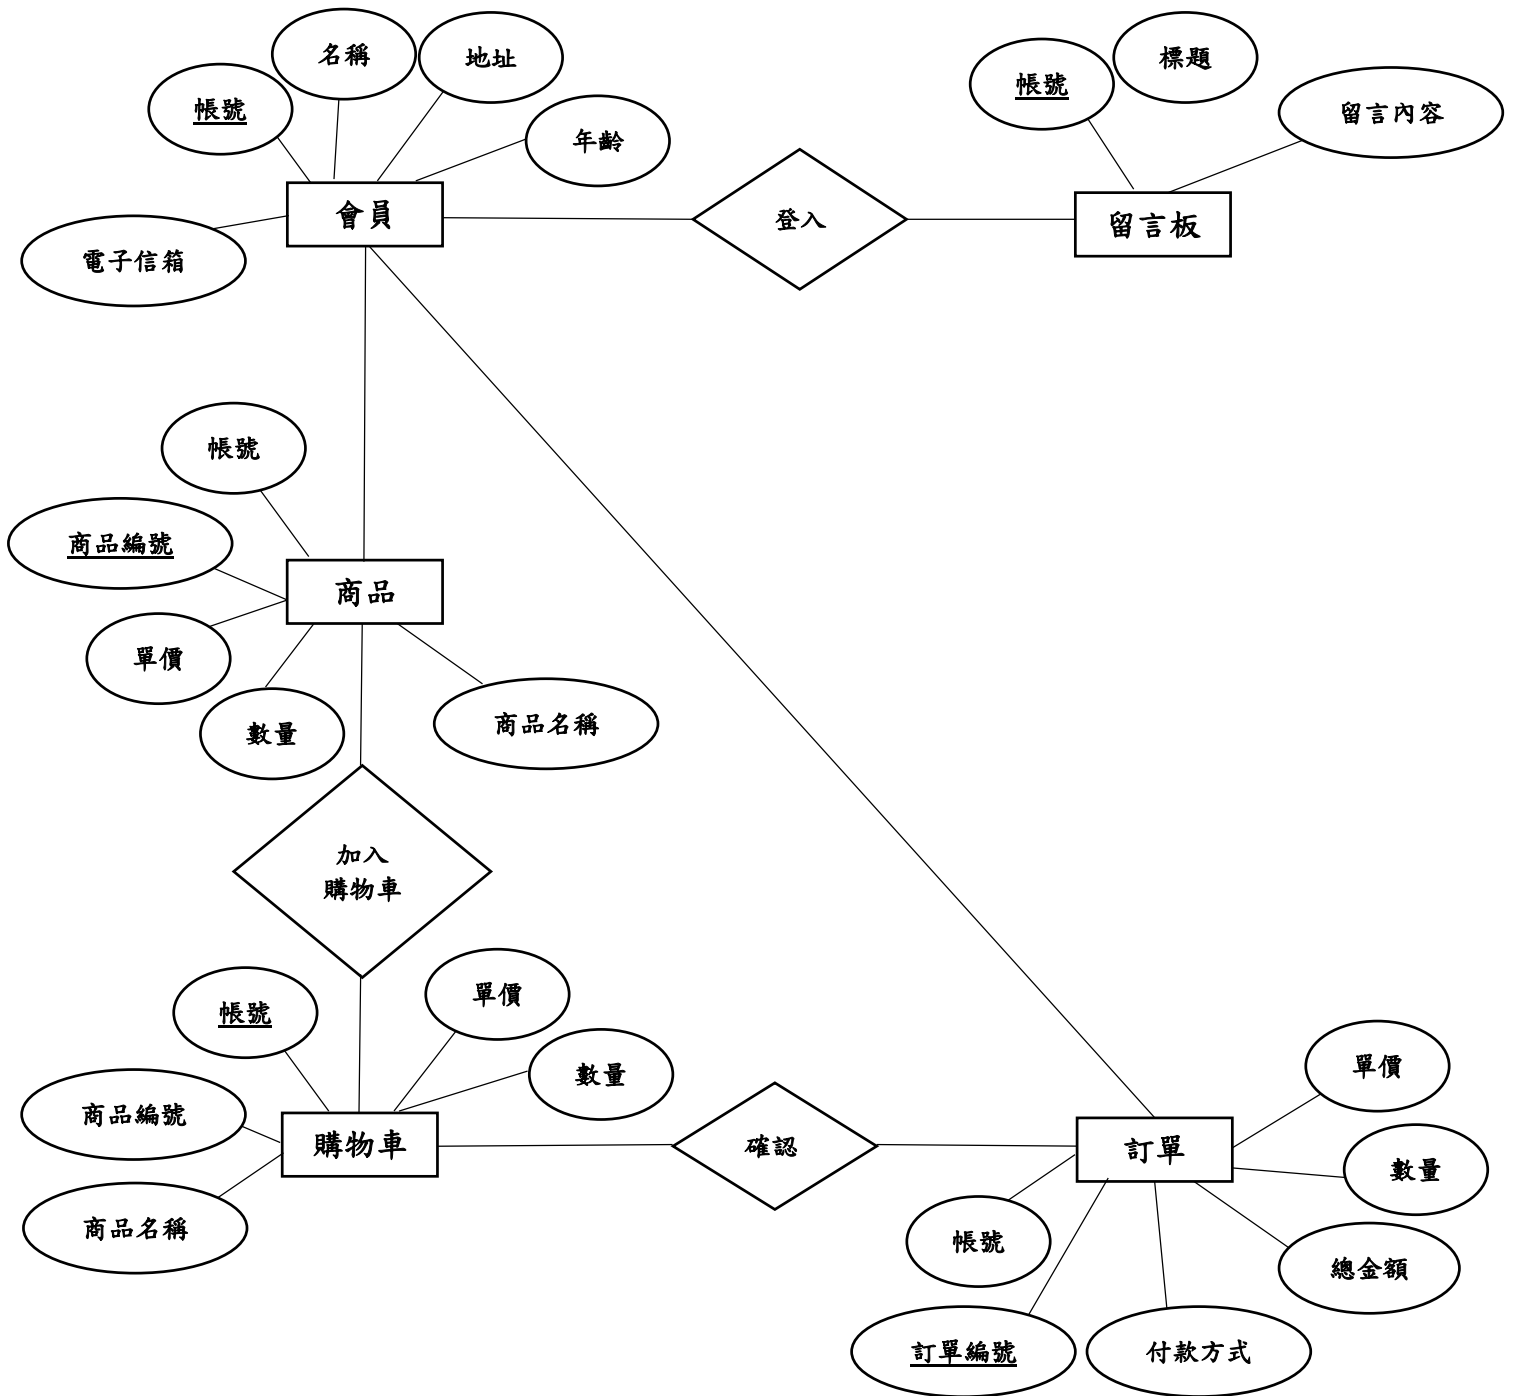 名稱
地址
標題
帳號
帳號
留言內容
年齡
會員
登入
留言板
電子信箱
帳號
商品編號
商品
單價
數量
商品名稱
加入
購物車
帳號
單價
數量
單價
商品編號
購物車
確認
訂單
數量
商品名稱
帳號
總金額
訂單編號
付款方式